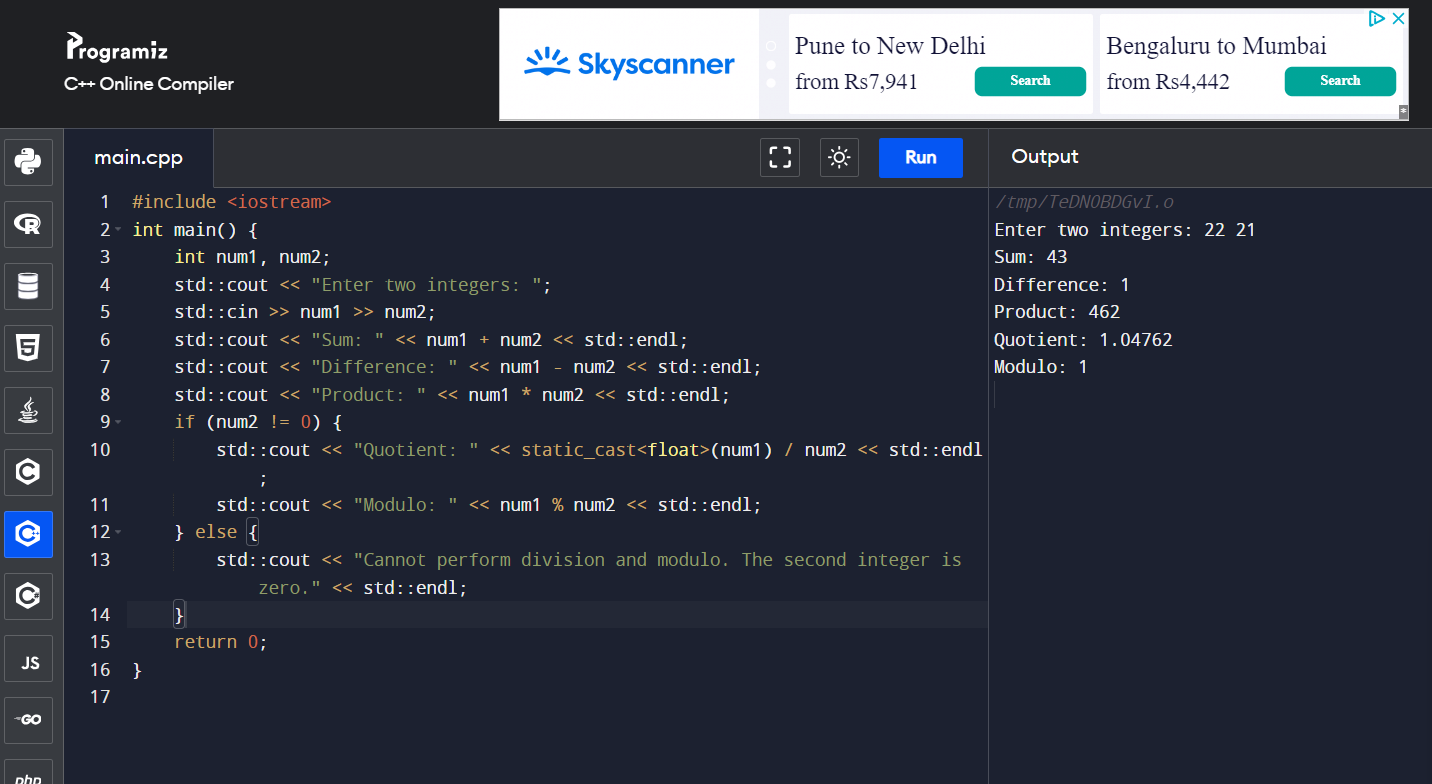 Programiz
C++ Online Compiler
Skyscanner
Pune to New Delhi
from Rs7,941
Search
Bengaluru to Mumbai
from Rs4,442
Search
main.cpp
Run
Output
1 #include <iostream>
2 int main() {
3     int num1, num2;
4     std::cout << "Enter two integers: ";
5     std::cin >> num1 >> num2;
6     std::cout << "Sum: " << num1 + num2 << std::endl;
7     std::cout << "Difference: " << num1 - num2 << std::endl;
8     std::cout << "Product: " << num1 * num2 << std::endl;
9     if (num2 != 0) {
10         std::cout << "Quotient: " << static_cast<float>(num1) / num2 << std::endl
;
11         std::cout << "Modulo: " << num1 % num2 << std::endl;
12     } else {
13         std::cout << "Cannot perform division and modulo. The second integer is
zero." << std::endl;
14     }
15     return 0;
16 }
17
/tmp/TeDNOBDGvI.o
Enter two integers: 22 21
Sum: 43
Difference: 1
Product: 462
Quotient: 1.04762
Modulo: 1
R
5
C
C++
C#
JS
GO
php